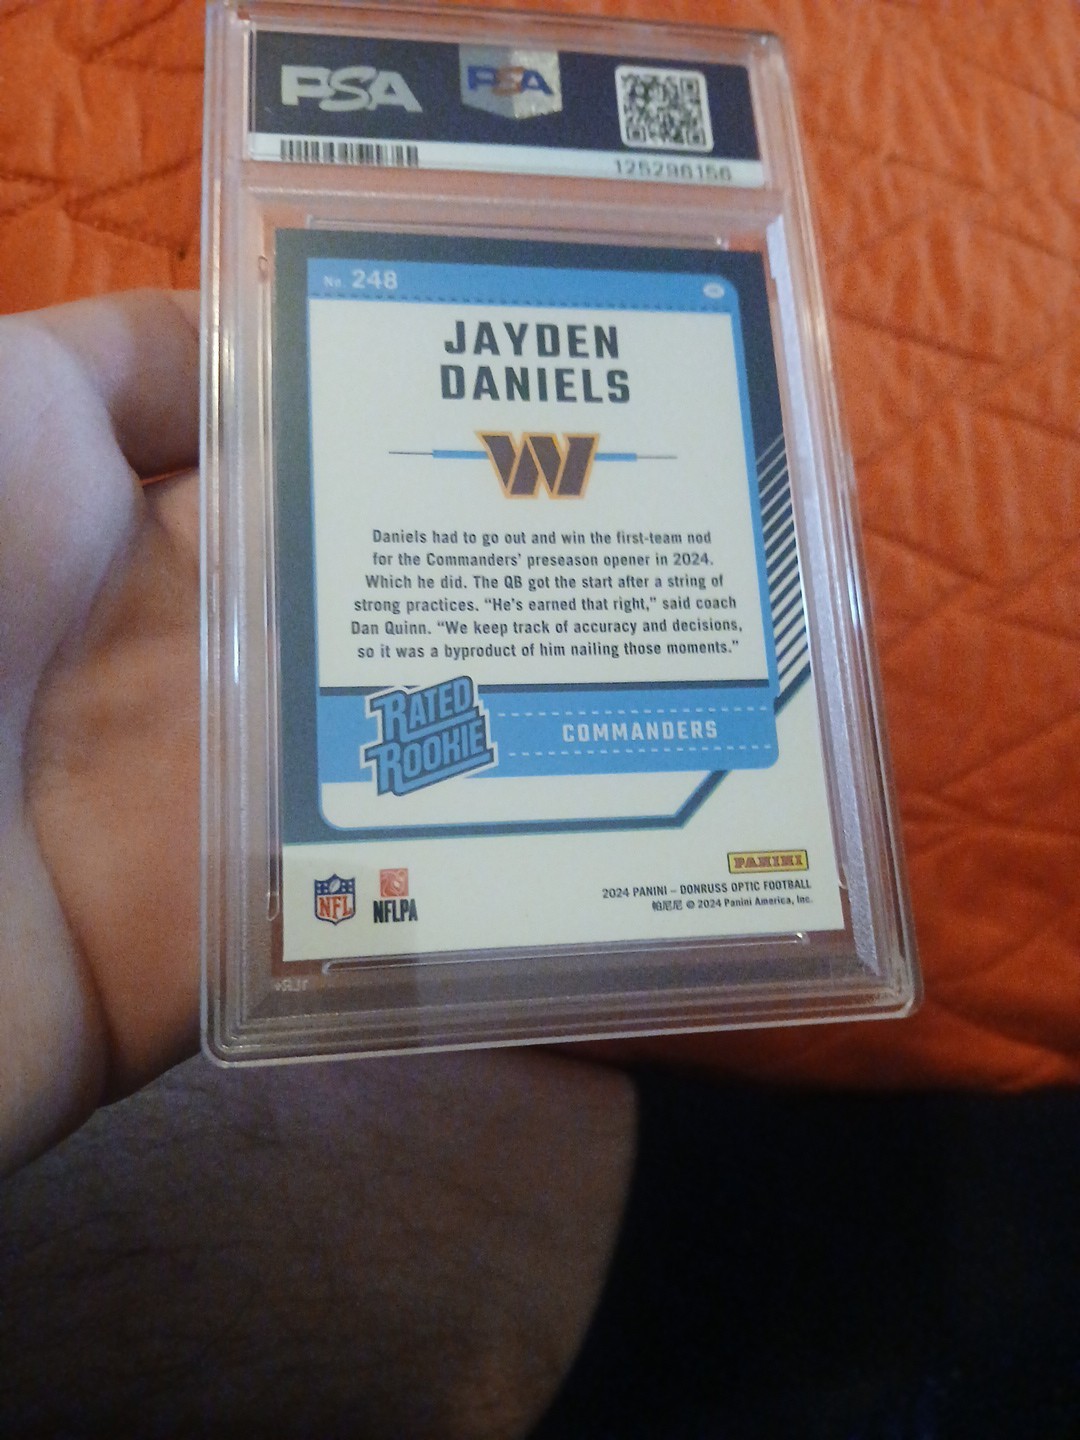 PSA PSA
125296156
No. 248
JAYDEN
DANIELS
W
Daniels had to go out and win the first-team nod
for the Commanders' preseason opener in 2024.
Which he did. The QB got the start after a string of
strong practices. "He's earned that right," said coach
Dan Quinn. "We keep track of accuracy and decisions,
so it was a byproduct of him nailing those moments."
RATED
ROOKIE
COMMANDERS
PANINI
NFL
NFLPA
2024 PANINI – DONRUSS OPTIC FOOTBALL
帕尼尼 © 2024 Panini America, Inc.